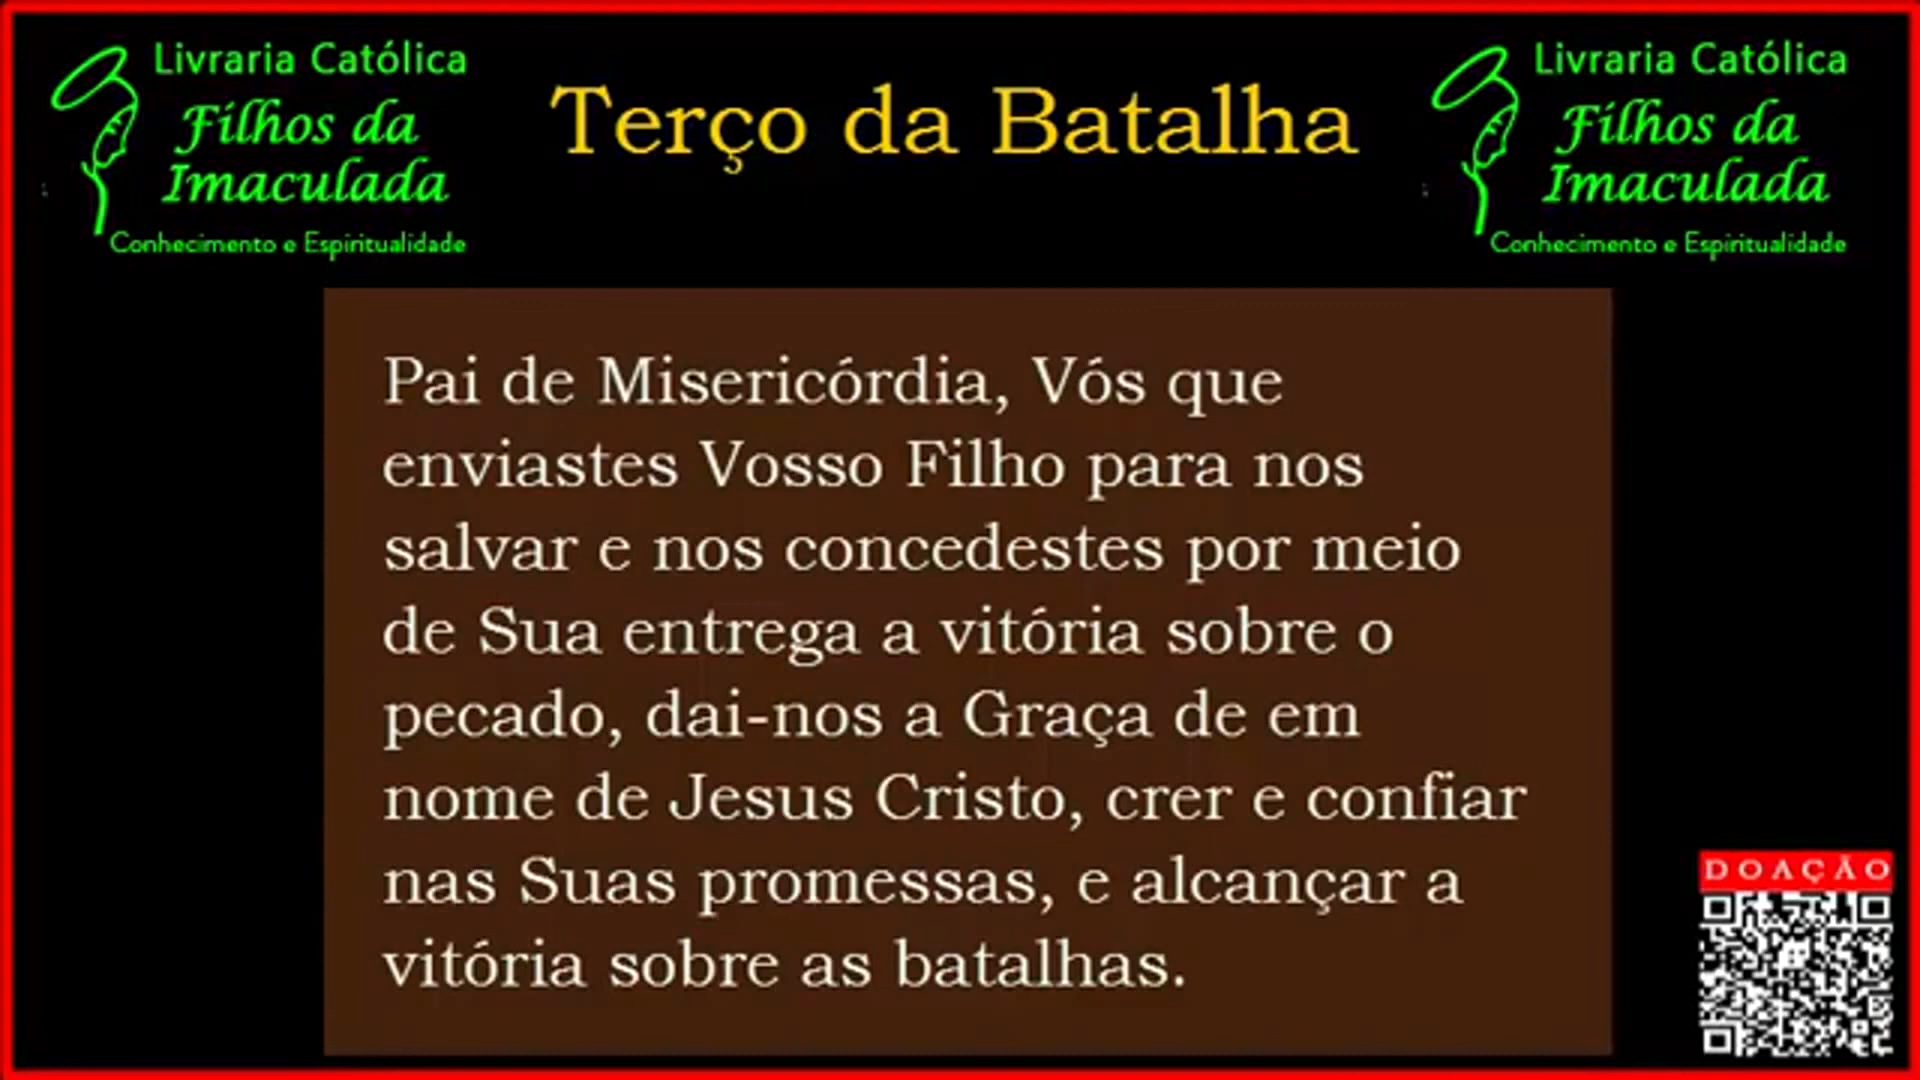 Livraria Católica
Filhos da
Imaculada
Conhecimento e Espiritualidade
Terço da Batalha
Livraria Católica
Filhos da
Imaculada
Conhecimento e Espiritualidade
Pai de Misericórdia, Vós que
enviastes Vosso Filho para nos
salvar e nos concedestes por meio
de Sua entrega a vitória sobre o
pecado, dai-nos a Graça de em
nome de Jesus Cristo, crer e confiar
nas Suas promessas, e alcançar a
vitória sobre as batalhas.
DOAÇÃO